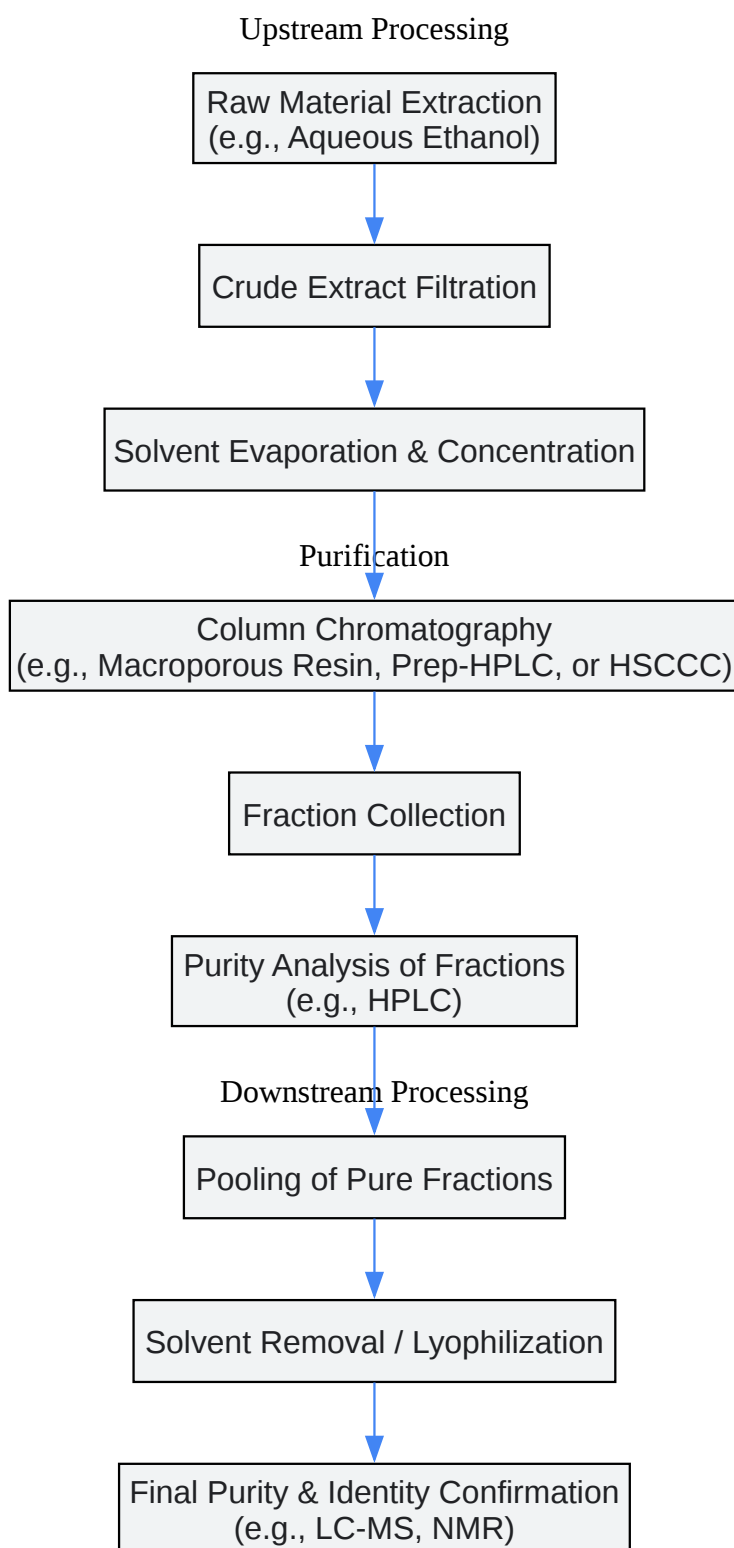 Upstream Processing
Raw Material Extraction
(e.g., Aqueous Ethanol)
Crude Extract Filtration
Solvent Evaporation & Concentration
Purification
Column Chromatography
(e.g., Macroporous Resin, Prep-HPLC, or HSCCC)
Fraction Collection
Purity Analysis of Fractions
(e.g., HPLC)
Downstream Processing
Pooling of Pure Fractions
Solvent Removal / Lyophilization
Final Purity & Identity Confirmation
(e.g., LC-MS, NMR)